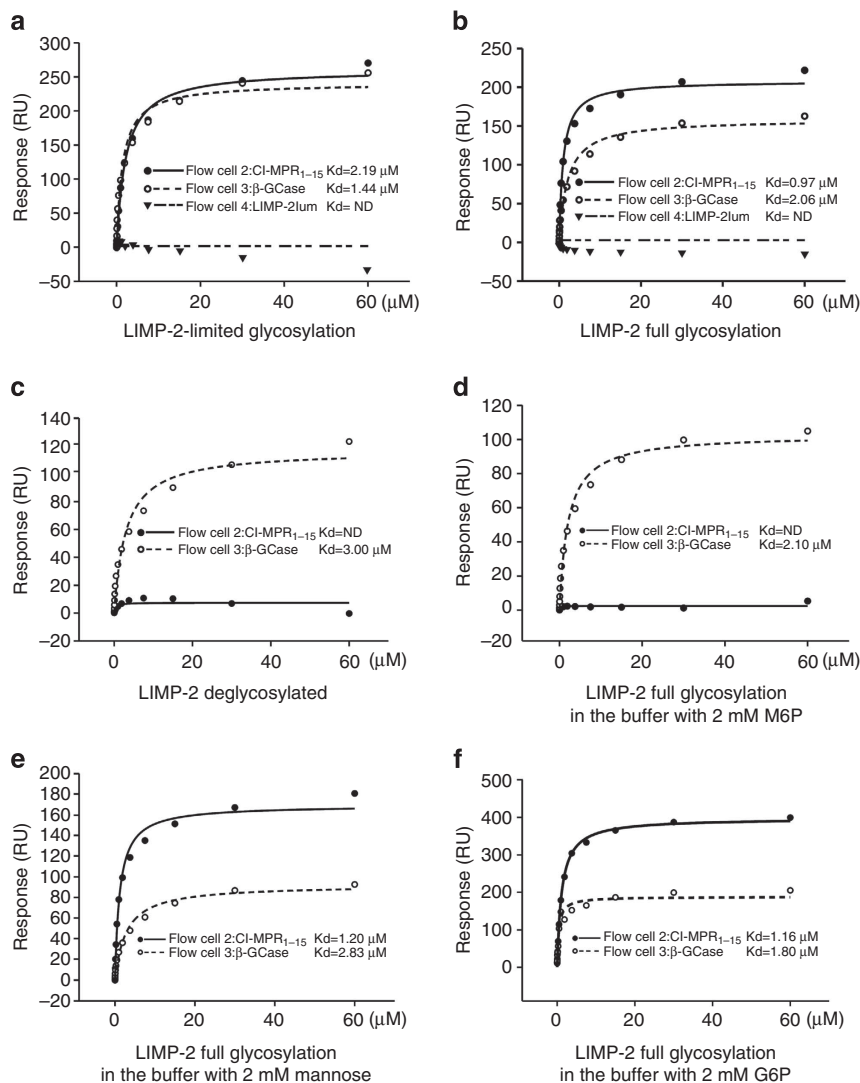 a
Response (RU)
300
250
200
150
100
50
0
−50
Flow cell 2:CI-MPR1–15 Kd=2.19 μM
Flow cell 3:β-GCase Kd=1.44 μM
Flow cell 4:LIMP-2lum Kd= ND
0 20 40 60 (μM)
LIMP-2-limited glycosylation
b
Response (RU)
250
200
150
100
50
0
−50
Flow cell 2:CI-MPR1–15 Kd=0.97 μM
Flow cell 3:β-GCase Kd=2.06 μM
Flow cell 4:LIMP-2lum Kd= ND
0 20 40 60 (μM)
LIMP-2 full glycosylation
c
Response (RU)
140
120
100
80
60
40
20
0
−20
Flow cell 2:CI-MPR1–15 Kd=ND
Flow cell 3:β-GCase Kd=3.00 μM
0 20 40 60 (μM)
LIMP-2 deglycosylated
d
Response (RU)
120
100
80
60
40
20
0
−20
Flow cell 2:CI-MPR1–15 Kd=ND
Flow cell 3:β-GCase Kd=2.10 μM
0 20 40 60 (μM)
LIMP-2 full glycosylation
in the buffer with 2 mM M6P
e
Response (RU)
200
180
160
140
120
100
80
60
40
20
0
−20
Flow cell 2:CI-MPR1–15 Kd=1.20 μM
Flow cell 3:β-GCase Kd=2.83 μM
0 20 40 60 (μM)
LIMP-2 full glycosylation
in the buffer with 2 mM mannose
f
Response (RU)
500
400
300
200
100
0
Flow cell 2:CI-MPR1–15 Kd=1.16 μM
Flow cell 3:β-GCase Kd=1.80 μM
0 20 40 60 (μM)
LIMP-2 full glycosylation
in the buffer with 2 mM G6P